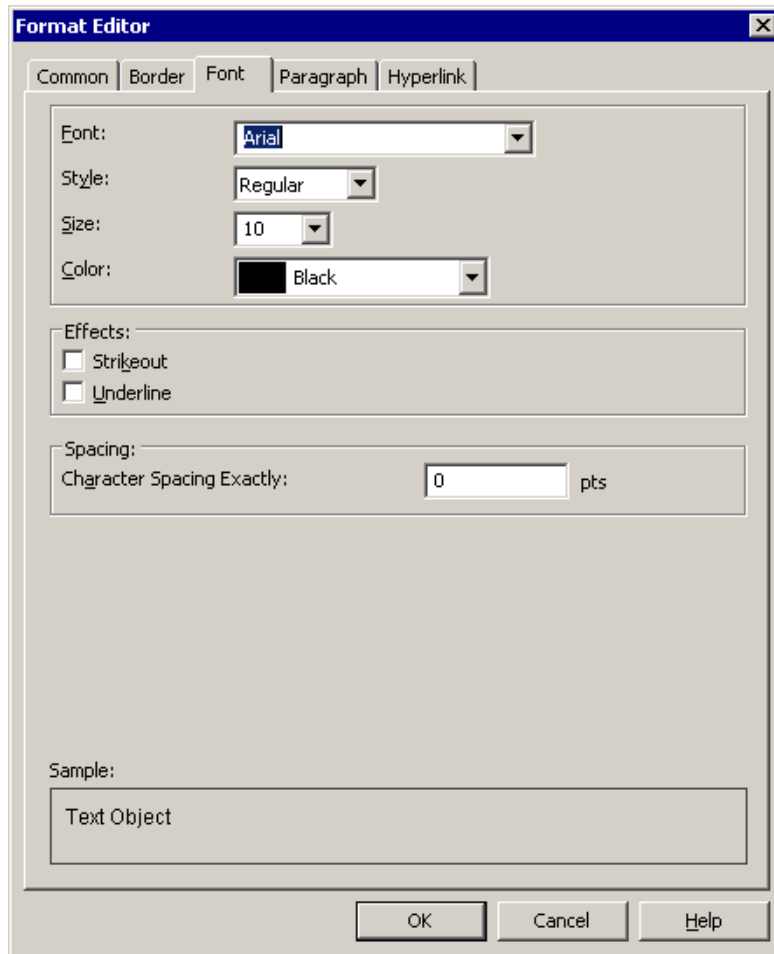 Format Editor
Common Border Font Paragraph Hyperlink
Font: Arial
Style: Regular
Size: 10
Color: Black
Effects:
Strikeout
Underline
Spacing:
Character Spacing Exactly: 0 pts
Sample:
Text Object
OK Cancel Help